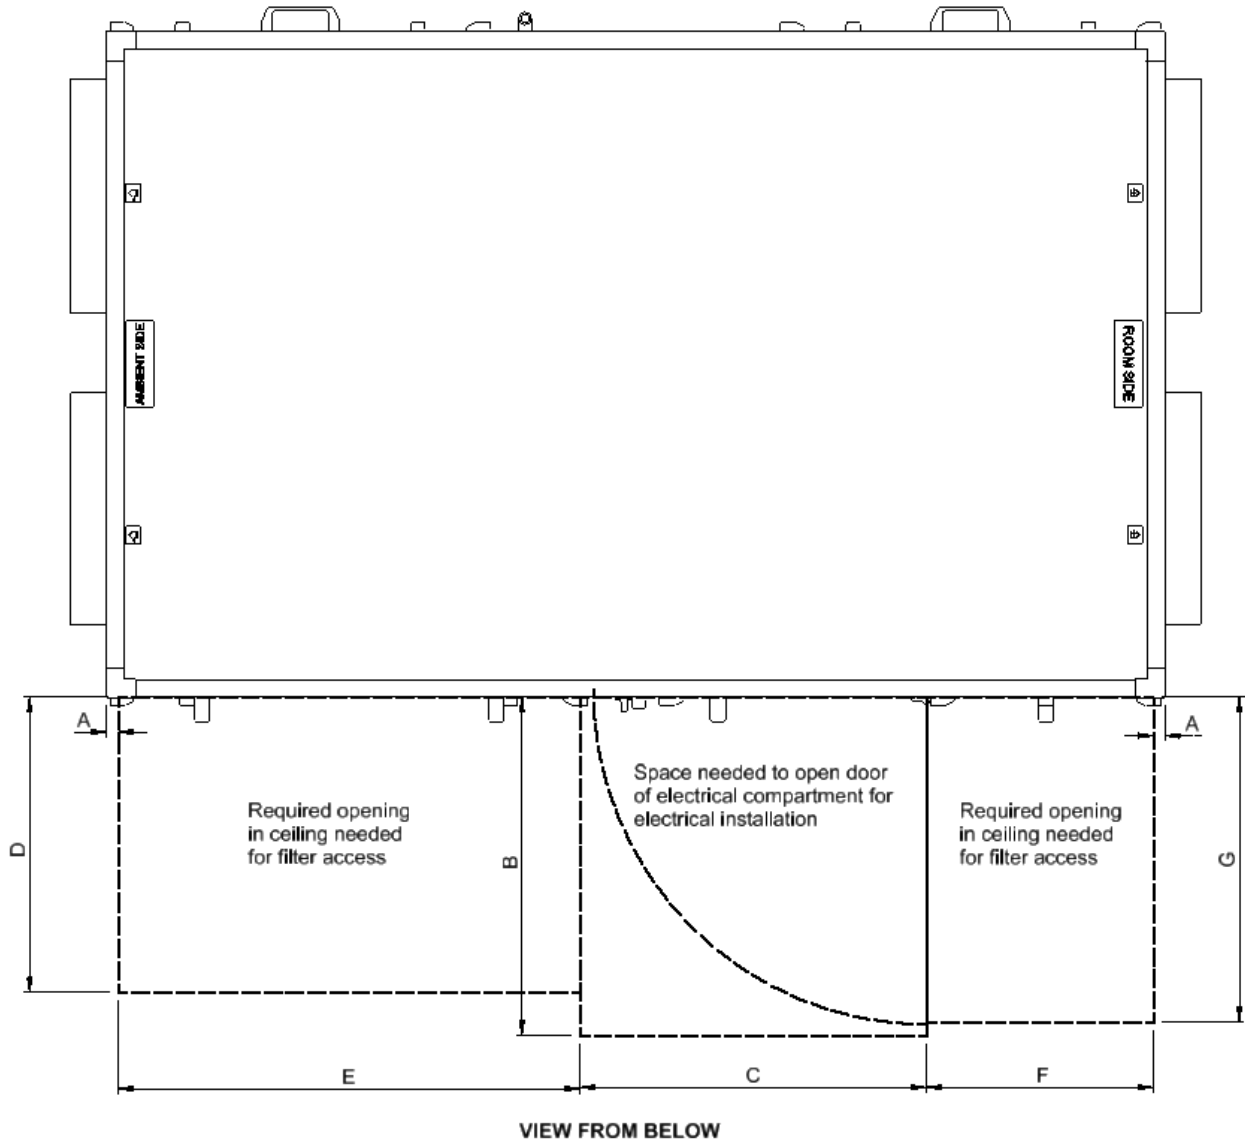 AMBIENT SIDE
ROOM SIDE
A
A
Space needed to open door
of electrical compartment for
electrical installation
Required opening
in ceiling needed
for filter access
Required opening
in ceiling needed
for filter access
D
B
G
E
C
F
VIEW FROM BELOW